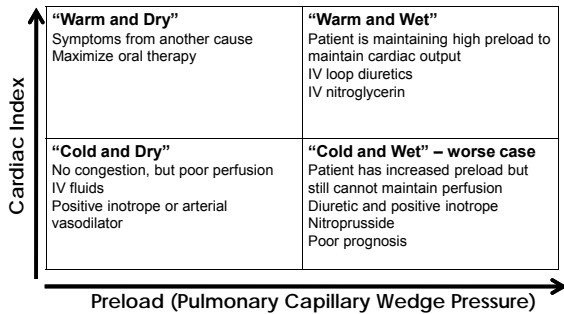 Cardiac Index
“Warm and Dry”
Symptoms from another cause
Maximize oral therapy
“Warm and Wet”
Patient is maintaining high preload to
maintain cardiac output
IV loop diuretics
IV nitroglycerin
“Cold and Dry”
No congestion, but poor perfusion
IV fluids
Positive inotrope or arterial
vasodilator
“Cold and Wet” – worse case
Patient has increased preload but
still cannot maintain perfusion
Diuretic and positive inotrope
Nitroprusside
Poor prognosis
Preload (Pulmonary Capillary Wedge Pressure)